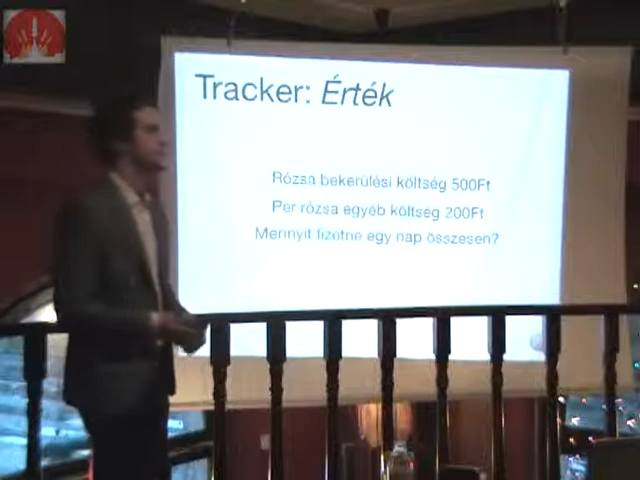 Tracker: Érték
Rózsa bekerülési költség 500Ft
Per rózsa egyéb költség 200Ft
Mennyit fizetne egy nap összesen?